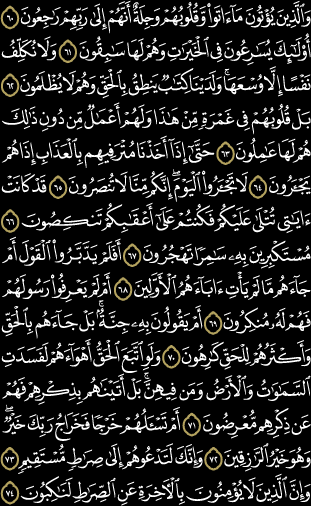 وَالَّذِينَ يُؤْتُونَ مَآ ءَاتَوا۟ وَّقُلُوبُهُمْ وَجِلَةٌ أَنَّهُمْ إِلَىٰ رَبِّهِمْ رَٰجِعُونَ ٦٠
أُو۟لَٰٓئِكَ يُسَٰرِعُونَ فِى ٱلْخَيْرَٰتِ وَهُمْ لَهَا سَٰبِقُونَ ٦١ وَلَا نُكَلِّفُ
نَفْسًا إِلَّا وُسْعَهَا ۖ وَلَدَيْنَا كِتَٰبٌ يَنطِقُ بِٱلْحَقِّ ۚ وَهُمْ لَا يُظْلَمُونَ ٦٢
بَلْ قُلُوبُهُمْ فِى غَمْرَةٍ مِّنْ هَٰذَا وَلَهُمْ أَعْمَٰلٌ مِّن دُونِ ذَٰلِكَ
هُمْ لَهَا عَٰمِلُونَ ٦٣ حَتَّىٰٓ إِذَآ أَخَذْنَا مُتْرَفِيهِم بِٱلْعَذَابِ إِذَا هُمْ
يَجْـَٔرُونَ ٦٤ لَا تَجْـَٔرُوا۟ ٱلْيَوْمَ ۖ إِنَّكُم مِّنَّا لَا تُنصَرُونَ ٦٥ قَدْ كَانَتْ
ءَايَٰتِى تُتْلَىٰ عَلَيْكُمْ فَكُنتُمْ عَلَىٰٓ أَعْقَٰبِكُمْ تَنكِصُونَ ٦٦
مُسْتَكْبِرِينَ بِهِۦ سَٰمِرًا تَهْجُرُونَ ٦٧ أَفَلَمْ يَدَّبَّرُوا۟ ٱلْقَوْلَ أَمْ
جَآءَهُم مَّا لَمْ يَأْتِ ءَابَآءَهُمُ ٱلْأَوَّلِينَ ٦٨ أَمْ لَمْ يَعْرِفُوا۟ رَسُولَهُمْ
فَهُمْ لَهُۥ مُنكِرُونَ ٦٩ أَمْ يَقُولُونَ بِهِۦ جِنَّةٌۢ ۚ بَلْ جَآءَهُم بِٱلْحَقِّ
وَأَكْثَرُهُمْ لِلْحَقِّ كَٰرِهُونَ ٧٠ وَلَوِ ٱتَّبَعَ ٱلْحَقُّ أَهْوَآءَهُمْ لَفَسَدَتِ
ٱلسَّمَٰوَٰتُ وَٱلْأَرْضُ وَمَن فِيهِنَّ ۚ بَلْ أَتَيْنَٰهُم بِذِكْرِهِمْ فَهُمْ
عَن ذِكْرِهِم مُّعْرِضُونَ ٧١ أَمْ تَسْـَٔلُهُمْ خَرْجًا فَخَرَاجُ رَبِّكَ خَيْرٌ ۖ
وَهُوَ خَيْرُ ٱلرَّٰزِقِينَ ٧٢ وَإِنَّكَ لَتَدْعُوهُمْ إِلَىٰ صِرَٰطٍ مُّسْتَقِيمٍ ٧٣
وَإِنَّ ٱلَّذِينَ لَا يُؤْمِنُونَ بِٱلْءَاخِرَةِ عَنِ ٱلصِّرَٰطِ لَنَٰكِبُونَ ٧٤